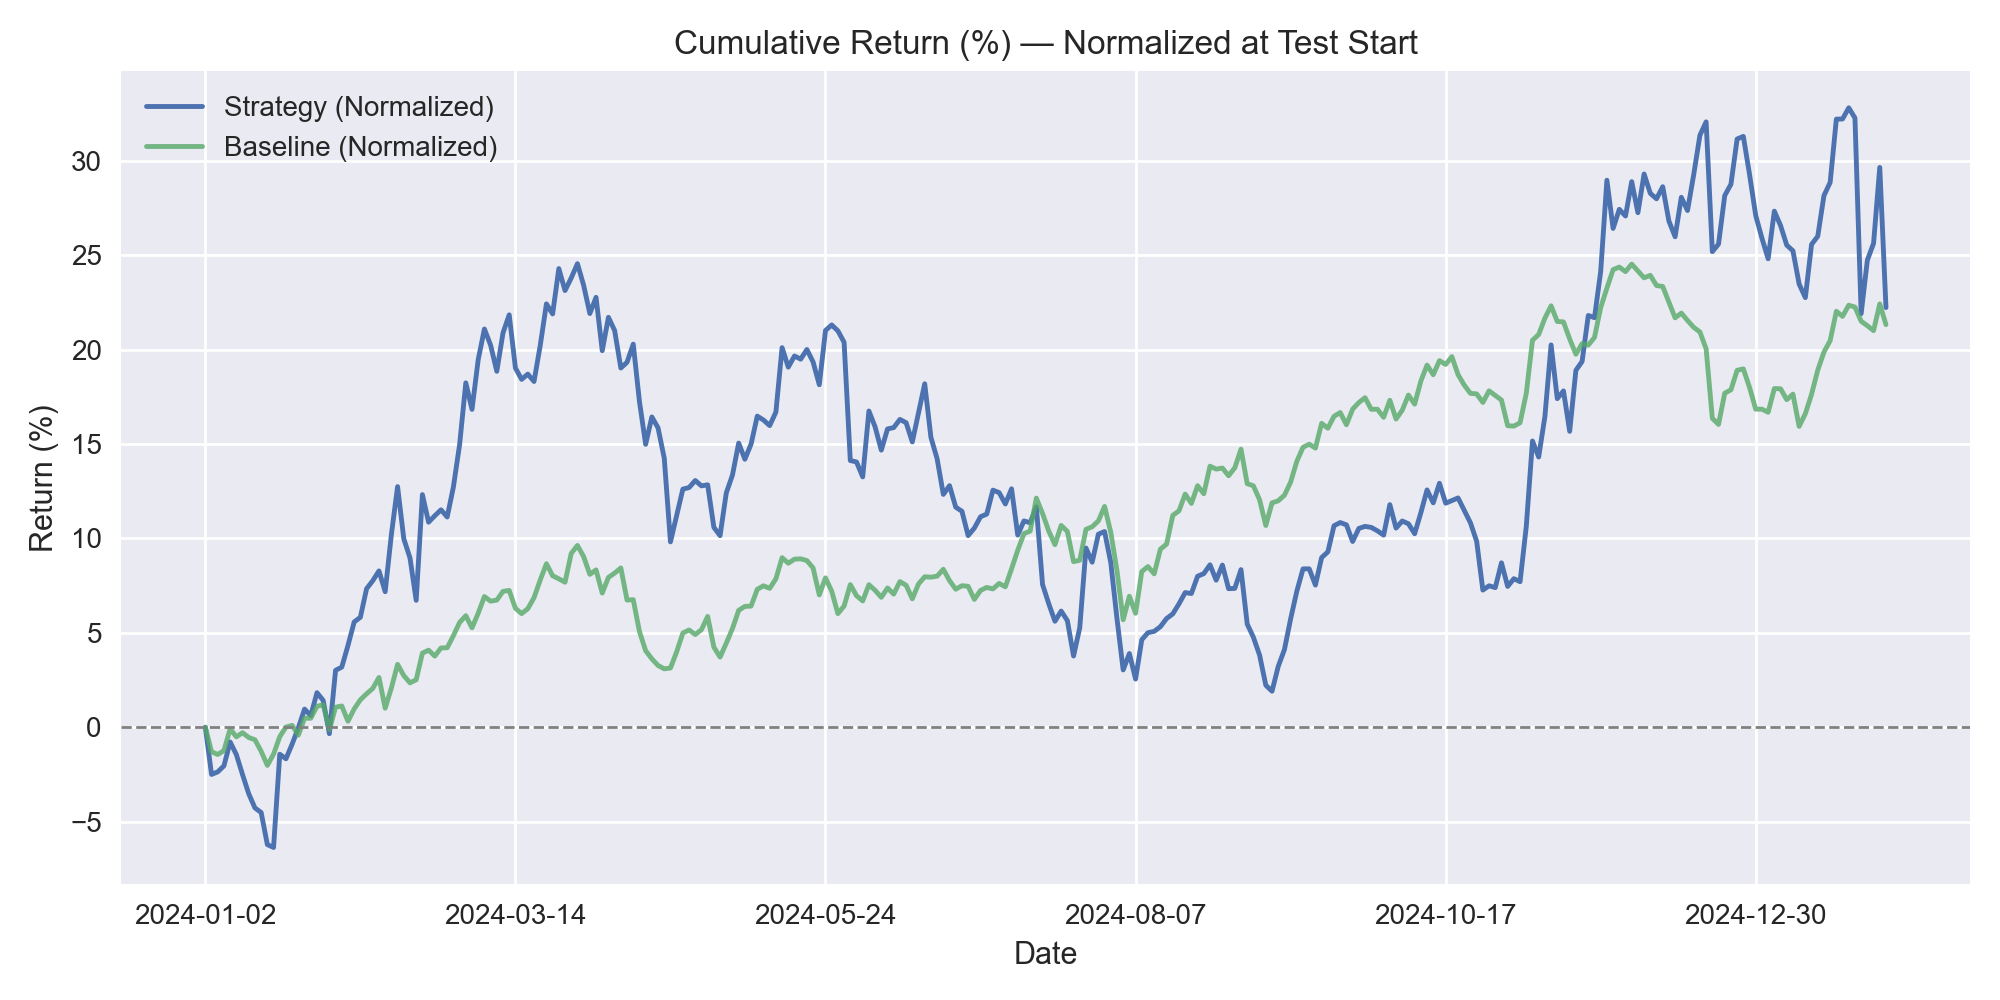 Cumulative Return (%) — Normalized at Test Start
Strategy (Normalized)
Baseline (Normalized)
30
25
20
15
10
5
0
−5
Return (%)
2024-01-02 2024-03-14 2024-05-24 2024-08-07 2024-10-17 2024-12-30
Date